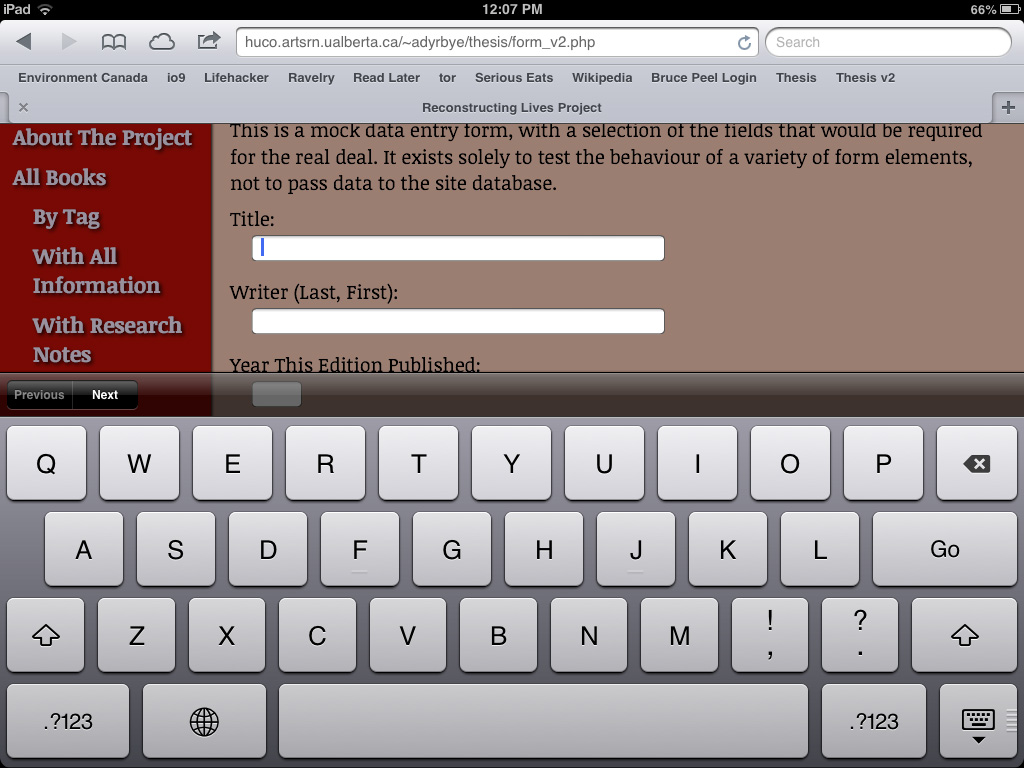 iPad 12:07 PM 66%
huco.artsrn.ualberta.ca/~adyrbye/thesis/form_v2.php Search
Environment Canada io9 Lifehacker Ravelry Read Later tor Serious Eats Wikipedia Bruce Peel Login Thesis Thesis v2
Reconstructing Lives Project
About The Project
All Books
By Tag
With All
Information
With Research
Notes
This is a mock data entry form, with a selection of the fields that would be required
for the real deal. It exists solely to test the behaviour of a variety of form elements,
not to pass data to the site database.
Title:
Writer (Last, First):
Year This Edition Published:
Previous Next
Q W E R T Y U I O P
A S D F G H J K L Go
Z X C V B N M ! , ? .
.?123 .?123